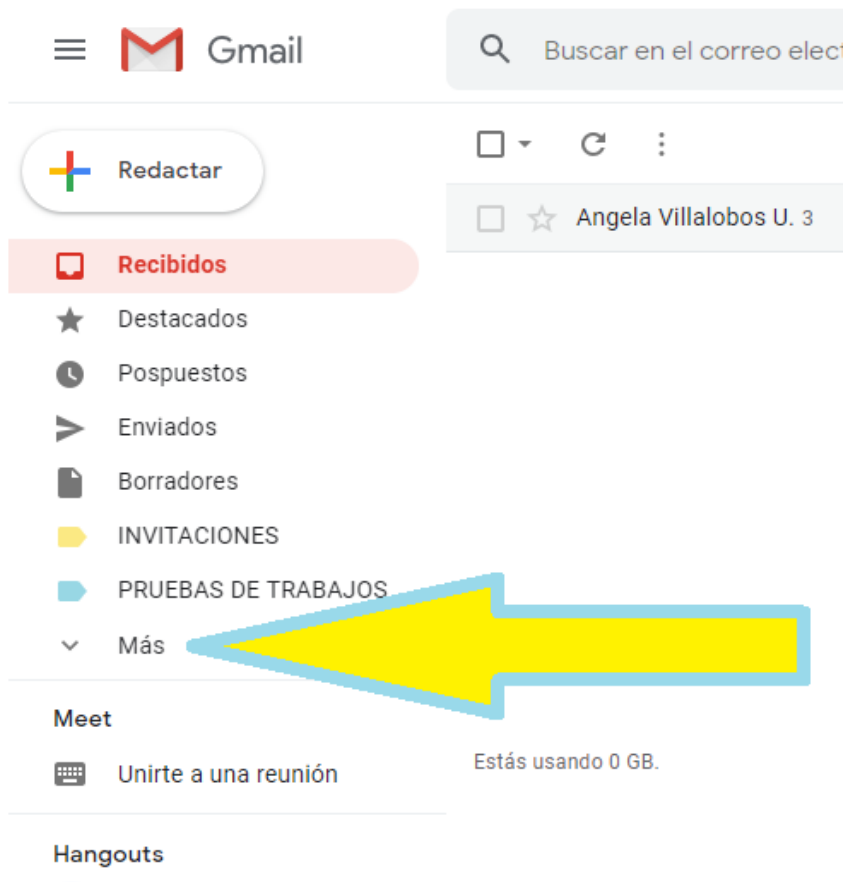 Gmail
Buscar en el correo elect
Redactar
Angela Villalobos U. 3
Recibidos
Destacados
Pospuestos
Enviados
Borradores
INVITACIONES
PRUEBAS DE TRABAJOS
Más
Meet
Unirte a una reunión
Estás usando 0 GB.
Hangouts